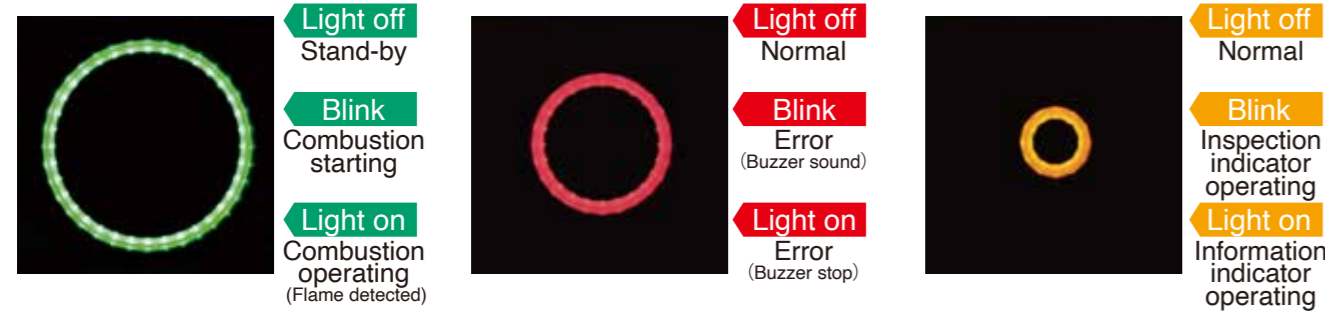 Light off
Stand-by
Blink
Combustion
starting
Light on
Combustion
operating
(Flame detected)
Light off
Normal
Blink
Error
(Buzzer sound)
Light on
Error
(Buzzer stop)
Light off
Normal
Blink
Inspection
indicator
operating
Light on
Information
indicator
operating